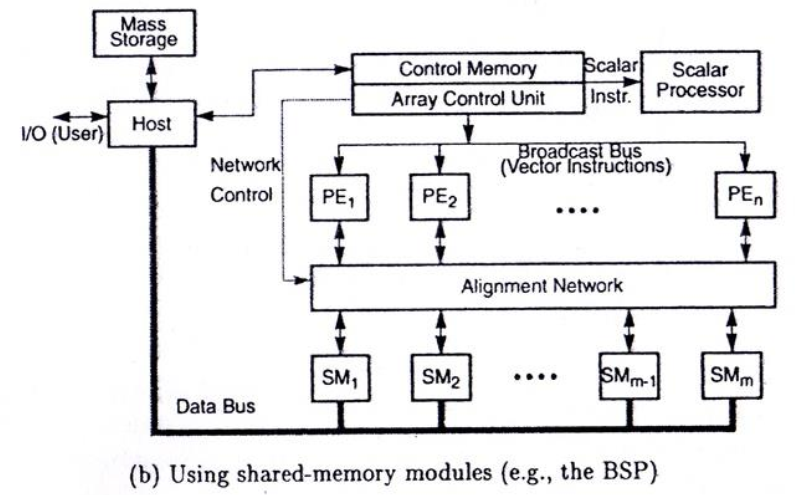 Mass
Storage
Control Memory
Scalar
Scalar
Processor
Array Control Unit
Instr.
Host
I/O (User)
Network
Control
Broadcast Bus
(Vector Instructions)
PE₁
PE₂
....
PEₙ
Alignment Network
SM₁
SM₂
....
SMₘ₋₁
SMₘ
Data Bus
(b) Using shared-memory modules (e.g., the BSP)